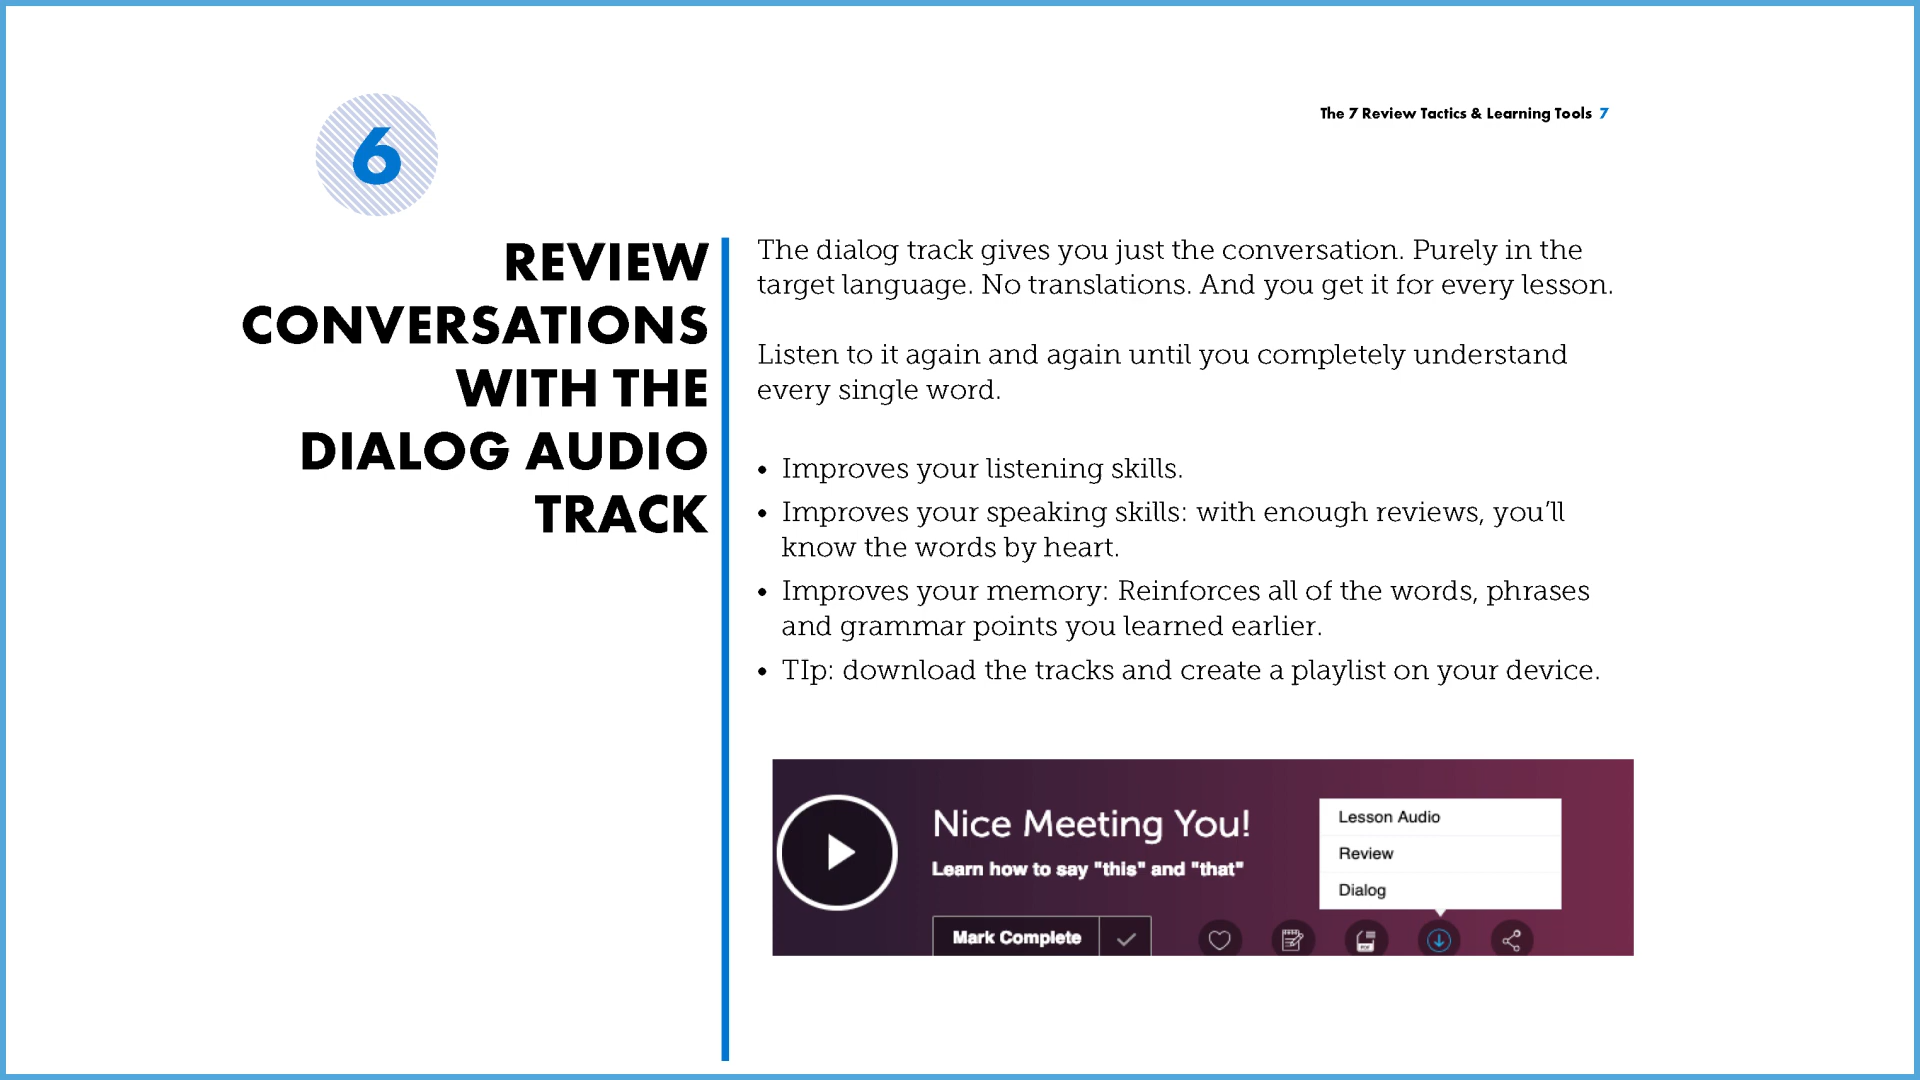 The 7 Review Tactics & Learning Tools 7
6
REVIEW
CONVERSATIONS
WITH THE
DIALOG AUDIO
TRACK
The dialog track gives you just the conversation. Purely in the
target language. No translations. And you get it for every lesson.
Listen to it again and again until you completely understand
every single word.
• Improves your listening skills.
• Improves your speaking skills: with enough reviews, you’ll
know the words by heart.
• Improves your memory: Reinforces all of the words, phrases
and grammar points you learned earlier.
• TIp: download the tracks and create a playlist on your device.
Nice Meeting You!
Learn how to say "this" and "that"
Mark Complete
Lesson Audio
Review
Dialog
PDF